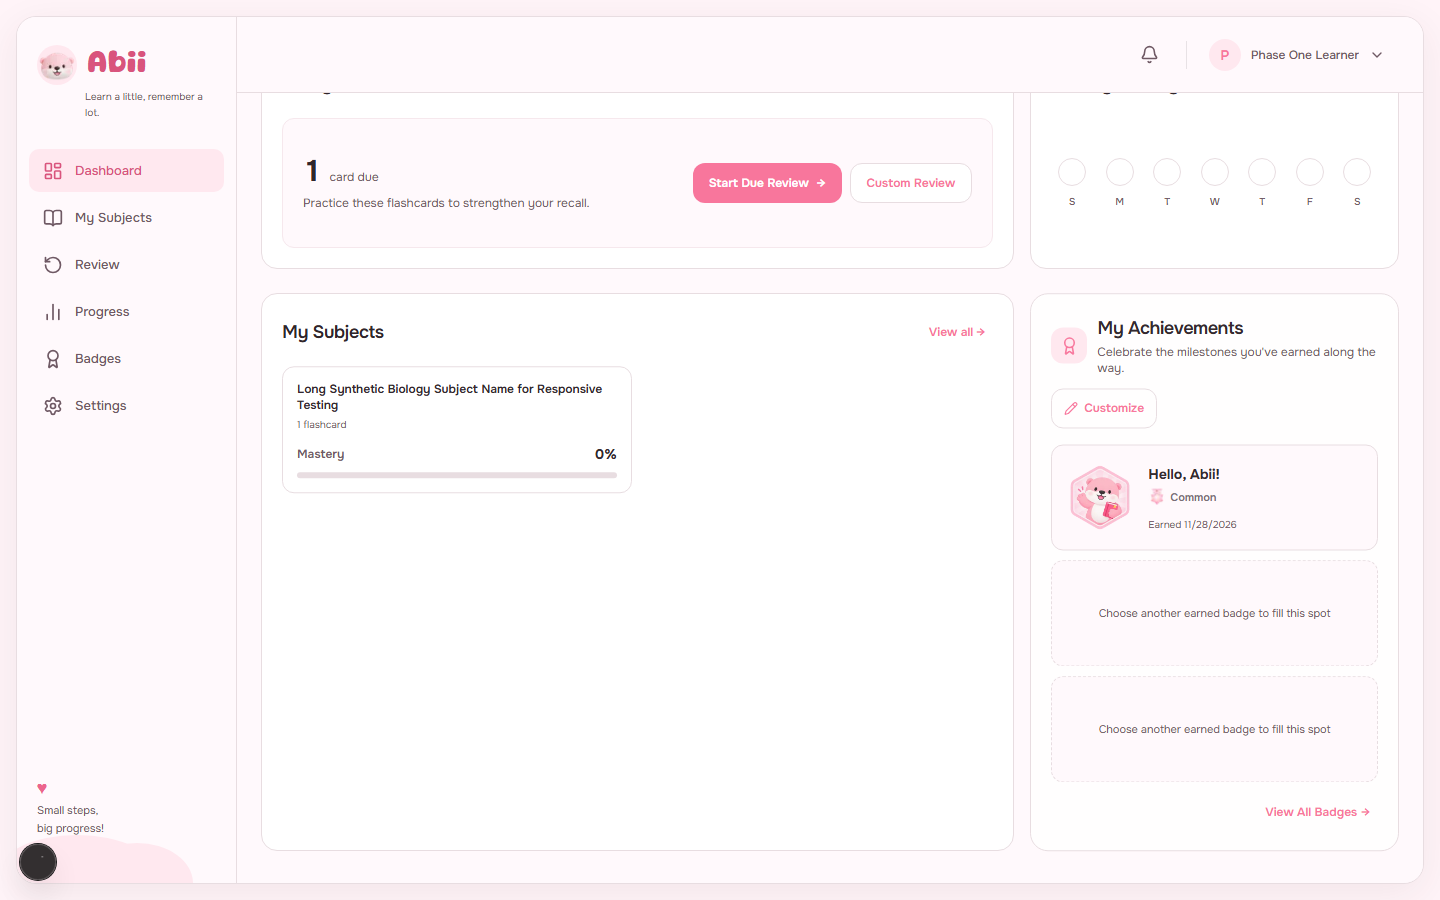 Abii
Learn a little, remember a
lot.
Dashboard
My Subjects
Review
Progress
Badges
Settings
Small steps,
big progress!
P
Phase One Learner
1 card due
Practice these flashcards to strengthen your recall.
Start Due Review →
Custom Review
S M T W T F S
My Subjects
View all →
Long Synthetic Biology Subject Name for Responsive
Testing
1 flashcard
Mastery 0%
My Achievements
Celebrate the milestones you've earned along the
way.
Customize
Hello, Abii!
Common
Earned 11/28/2026
Choose another earned badge to fill this spot
Choose another earned badge to fill this spot
View All Badges →